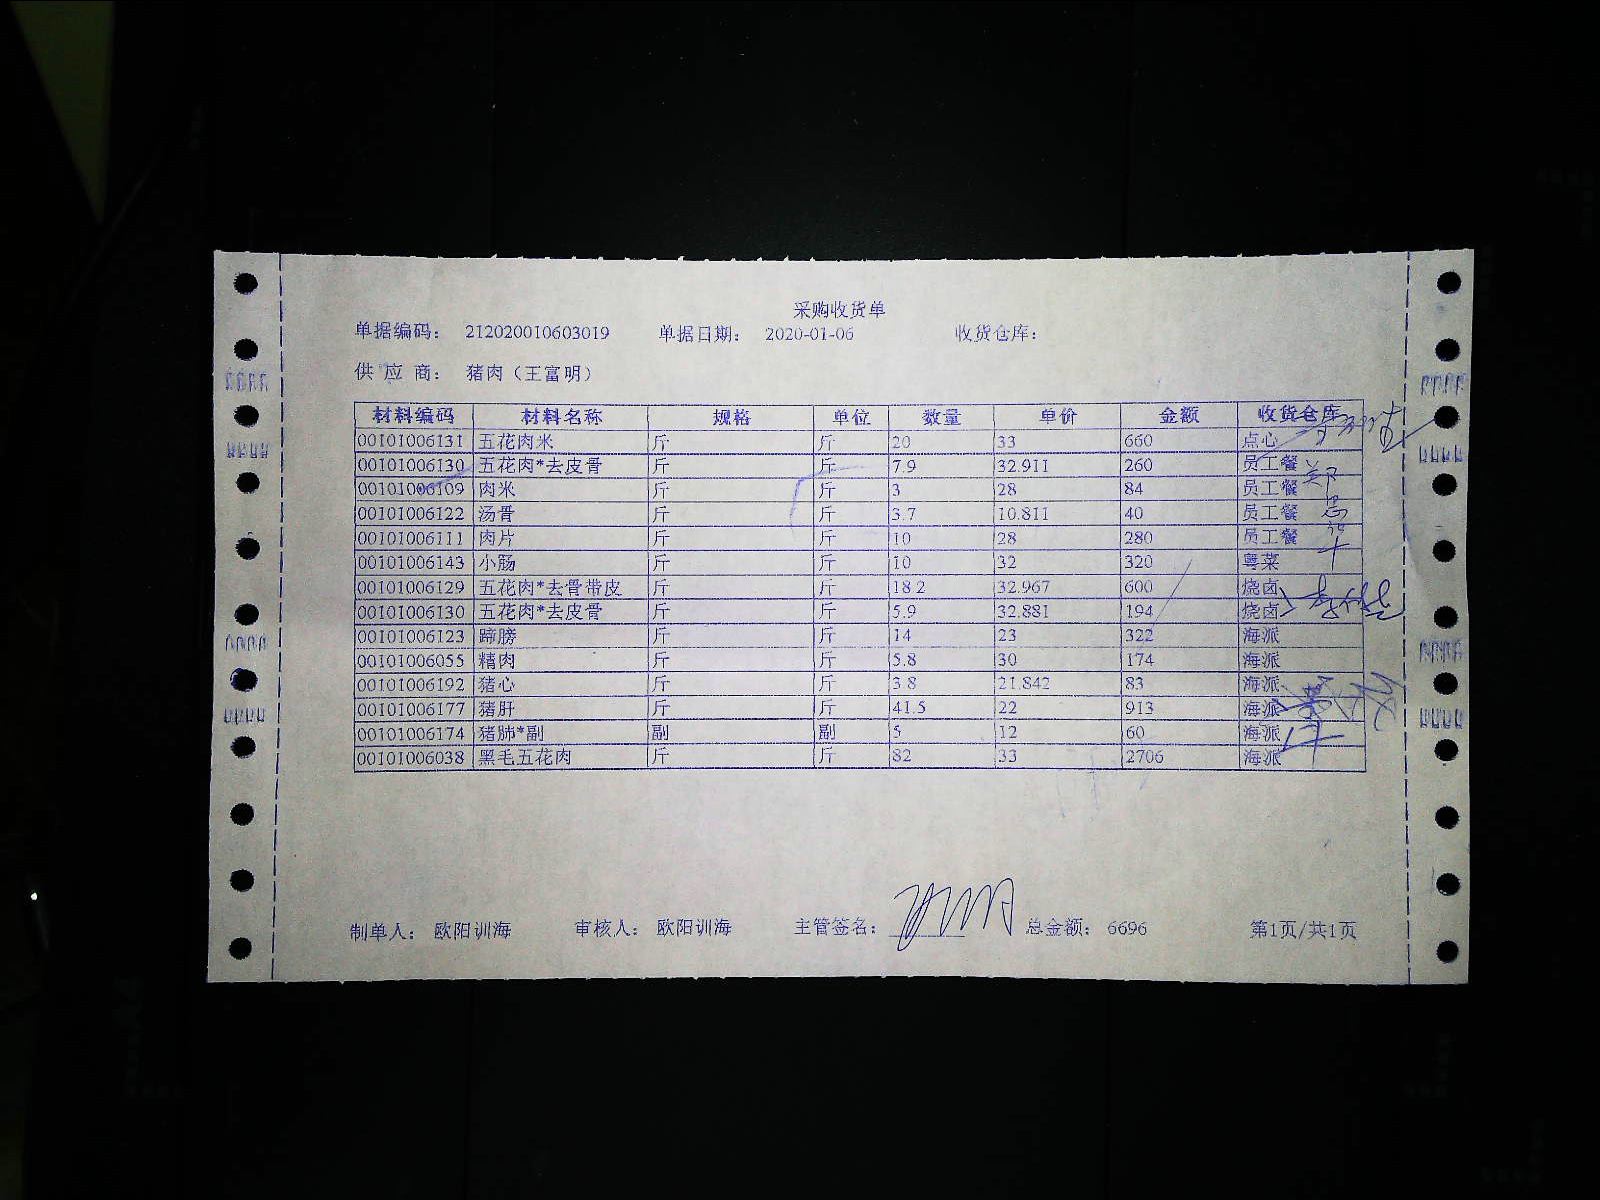 采购收货单
单据编码： 212020010603019 单据日期： 2020-01-06 收货仓库：
供 应 商： 猪肉（王富明）
材料编码 材料名称 规格 单位 数量 单价 金额 收货仓库
00101006131 五花肉米 斤 斤 20 33 660 点心
00101006130 五花肉*去皮骨 斤 斤 7.9 32.911 260 员工餐
00101006109 肉米 斤 斤 3 28 84 员工餐
00101006122 汤骨 斤 斤 3.7 10.811 40 员工餐
00101006111 肉片 斤 斤 10 28 280 员工餐
00101006143 小肠 斤 斤 10 32 320 粤菜
00101006129 五花肉*去骨带皮 斤 斤 18.2 32.967 600 烧卤
00101006130 五花肉*去皮骨 斤 斤 5.9 32.881 194 烧卤
00101006123 蹄膀 斤 斤 14 23 322 海派
00101006055 精肉 斤 斤 5.8 30 174 海派
00101006192 猪心 斤 斤 3.8 21.842 83 海派
00101006177 猪肝 斤 斤 41.5 22 913 海派
00101006174 猪肺*副 副 副 5 12 60 海派
00101006038 黑毛五花肉 斤 斤 82 33 2706 海派
制单人： 欧阳训海 审核人： 欧阳训海 主管签名： 总金额： 6696 第1页/共1页